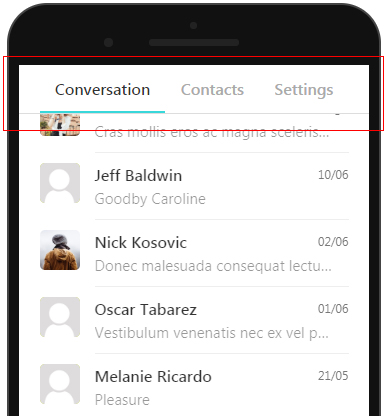 Conversation Contacts Settings
Cras mollis eros ac magna sceleris...
Jeff Baldwin 10/06
Goodby Caroline
Nick Kosovic 02/06
Donec malesuada consequat lectu...
Oscar Tabarez 01/06
Vestibulum venenatis nec ex vel p...
Melanie Ricardo 21/05
Pleasure